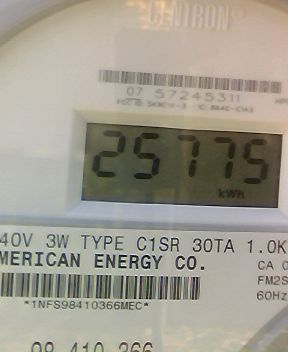 CENTRON
07 57245311
25775
kWh
40V 3W TYPE C1SR 30TA 1.0K
MERICAN ENERGY CO.
CA 0
FM2S
60Hz
*1NFS98410366MEC*
98 410 366